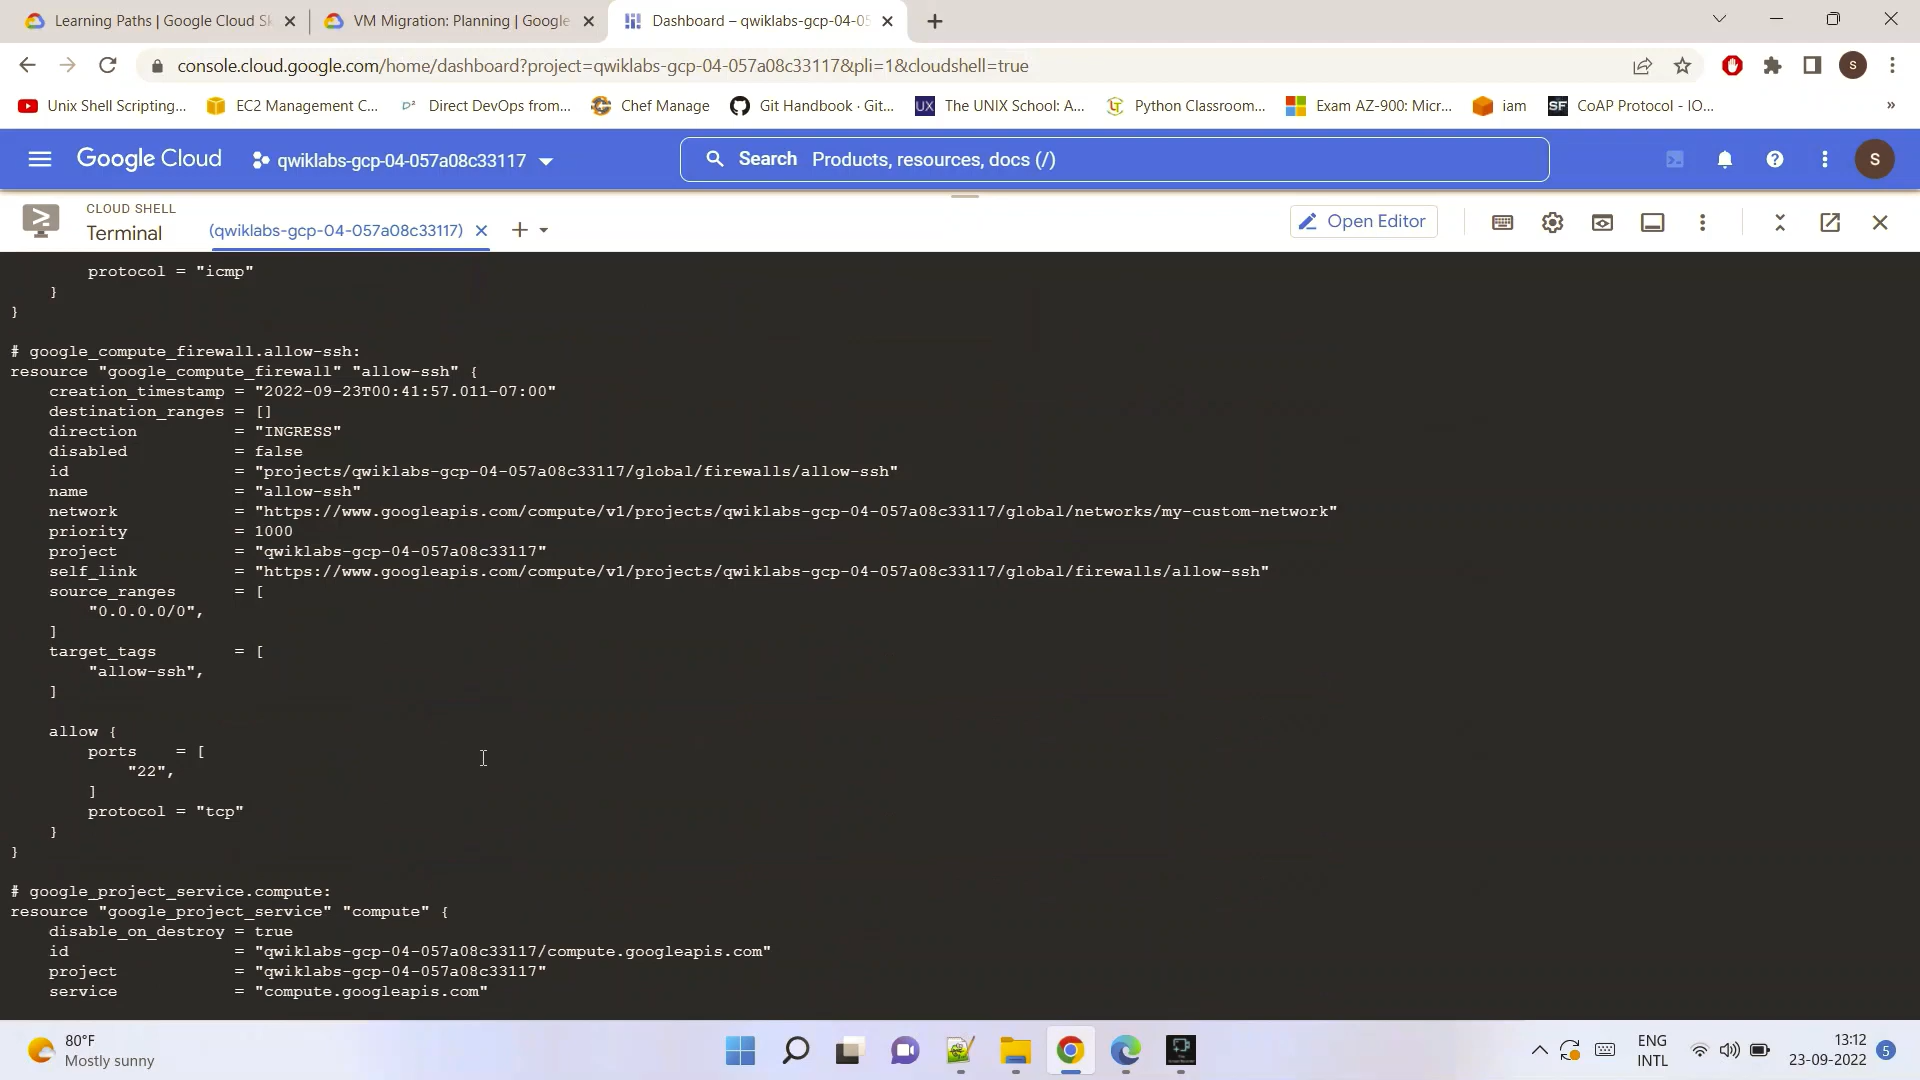 Learning Paths | Google Cloud Sk
VM Migration: Planning | Google
Dashboard – qwiklabs-gcp-04-05
console.cloud.google.com/home/dashboard?project=qwiklabs-gcp-04-057a08c33117&pli=1&cloudshell=true
S
Unix Shell Scripting...
EC2 Management C...
Direct DevOps from...
Chef Manage
Git Handbook · Git...
UX
The UNIX School: A...
Python Classroom...
Exam AZ-900: Micr...
iam
SF
CoAP Protocol - IO...
»
Google Cloud
qwiklabs-gcp-04-057a08c33117
Search Products, resources, docs (/)
S
CLOUD SHELL
Terminal
(qwiklabs-gcp-04-057a08c33117)
Open Editor
protocol = "icmp"
}
}
# google_compute_firewall.allow-ssh:
resource "google_compute_firewall" "allow-ssh" {
creation_timestamp = "2022-09-23T00:41:57.011-07:00"
destination_ranges = []
direction = "INGRESS"
disabled = false
id = "projects/qwiklabs-gcp-04-057a08c33117/global/firewalls/allow-ssh"
name = "allow-ssh"
network = "https://www.googleapis.com/compute/v1/projects/qwiklabs-gcp-04-057a08c33117/global/networks/my-custom-network"
priority = 1000
project = "qwiklabs-gcp-04-057a08c33117"
self_link = "https://www.googleapis.com/compute/v1/projects/qwiklabs-gcp-04-057a08c33117/global/firewalls/allow-ssh"
source_ranges = [
"0.0.0.0/0",
]
target_tags = [
"allow-ssh",
]
allow {
ports = [
"22",
]
protocol = "tcp"
}
}
# google_project_service.compute:
resource "google_project_service" "compute" {
disable_on_destroy = true
id = "qwiklabs-gcp-04-057a08c33117/compute.googleapis.com"
project = "qwiklabs-gcp-04-057a08c33117"
service = "compute.googleapis.com"
80°F
Mostly sunny
ENG
INTL
13:12
23-09-2022
5